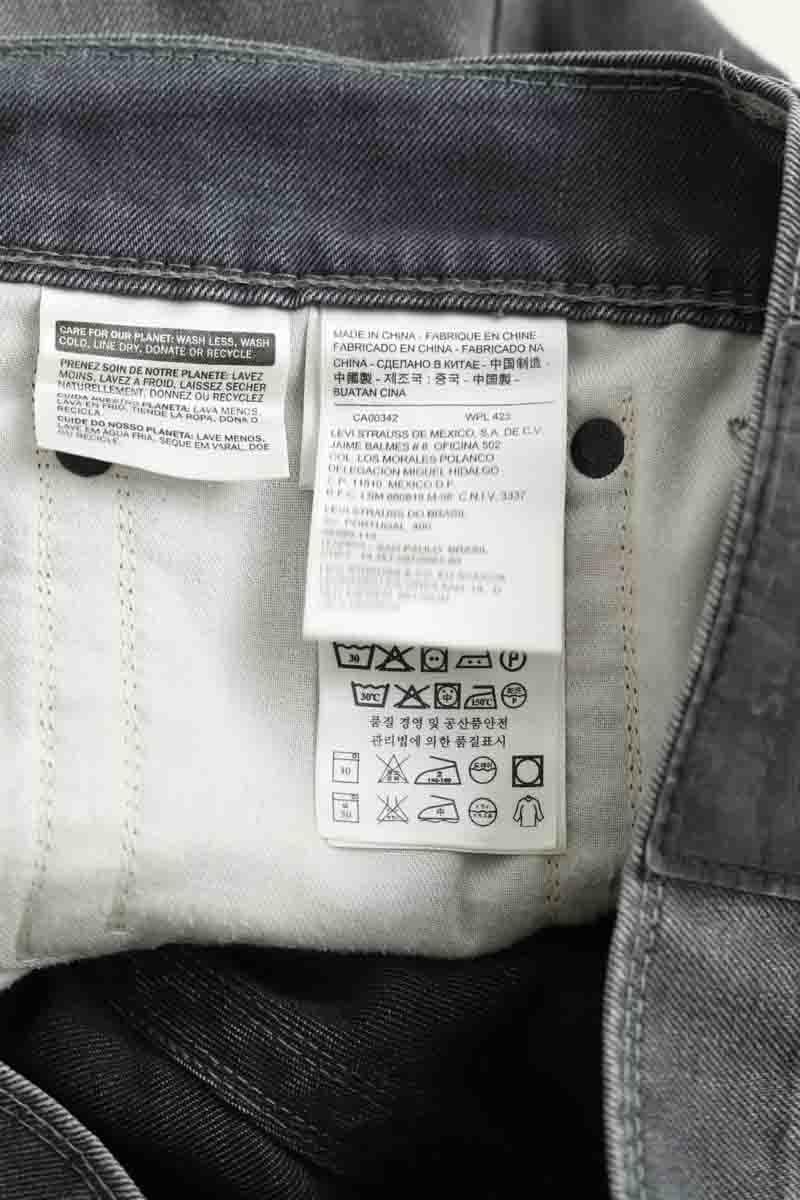 CARE FOR OUR PLANET: WASH LESS, WASH
COLD, LINE DRY, DONATE OR RECYCLE.
PRENEZ SOIN DE NOTRE PLANETE: LAVEZ
MOINS, LAVEZ A FROID, LAISSEZ SECHER
NATURELLEMENT, DONNEZ OU RECYCLEZ
CUIDA NUESTRO PLANETA: LAVA MENOS,
LAVA EN FRIO, TIENDE LA ROPA, DONA O
RECICLA.
CUIDE DO NOSSO PLANETA: LAVE MENOS,
LAVE EM AGUA FRIA, SEQUE EM VARAL, DOE
OU RECICLE
MADE IN CHINA - FABRIQUE EN CHINE
FABRICADO EN CHINA - FABRICADO NA
CHINA - СДЕЛАНО В КИТАЕ - 中国制造 -
中國製 - 제조국 : 중국 - 中国製 -
BUATAN CINA
CA00342 WPL 423
LEVI STRAUSS DE MEXICO, S.A. DE C.V.
JAIME BALMES # 8 OFICINA 502
COL LOS MORALES POLANCO
DELEGACION MIGUEL HIDALGO
C.P. 11510 MEXICO D.F.
C.N.I.V. 3337
LEVI STRAUSS DO BRASIL
PORTUGAL, 400
SAO PAULO BRASIL
30
P
30℃
中
150℃
P
품질 경영 및 공산품안전
관리법에 의한 품질표시
中